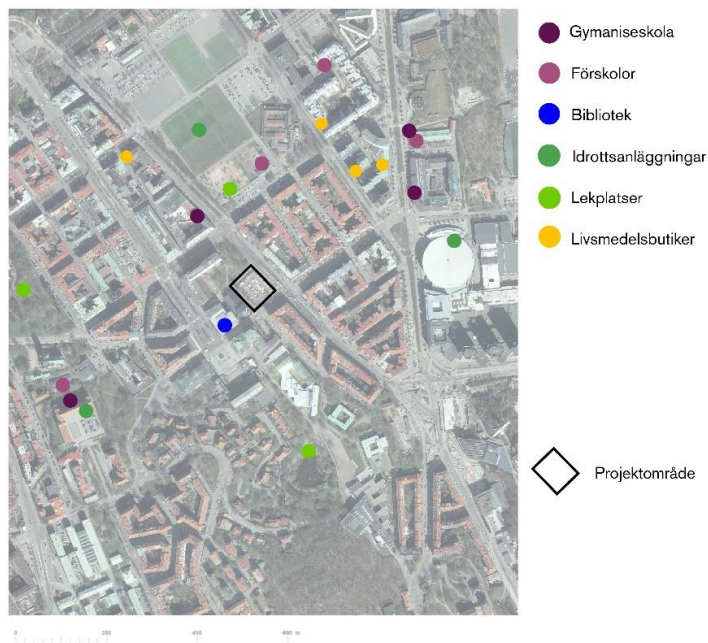 Gymaniseskola
Förskolor
Bibliotek
Idrottsanläggningar
Lekplatser
Livsmedelsbutiker
Projektområde
0 200 400 600 m